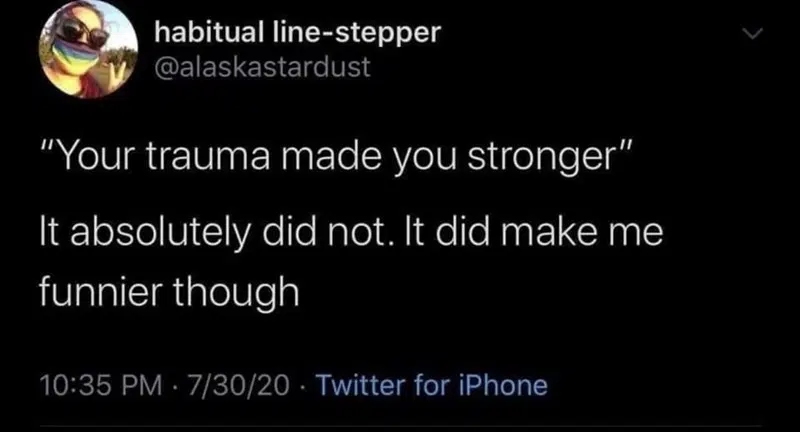 habitual line-stepper
@alaskastardust
"Your trauma made you stronger"
It absolutely did not. It did make me
funnier though
10:35 PM · 7/30/20 · Twitter for iPhone